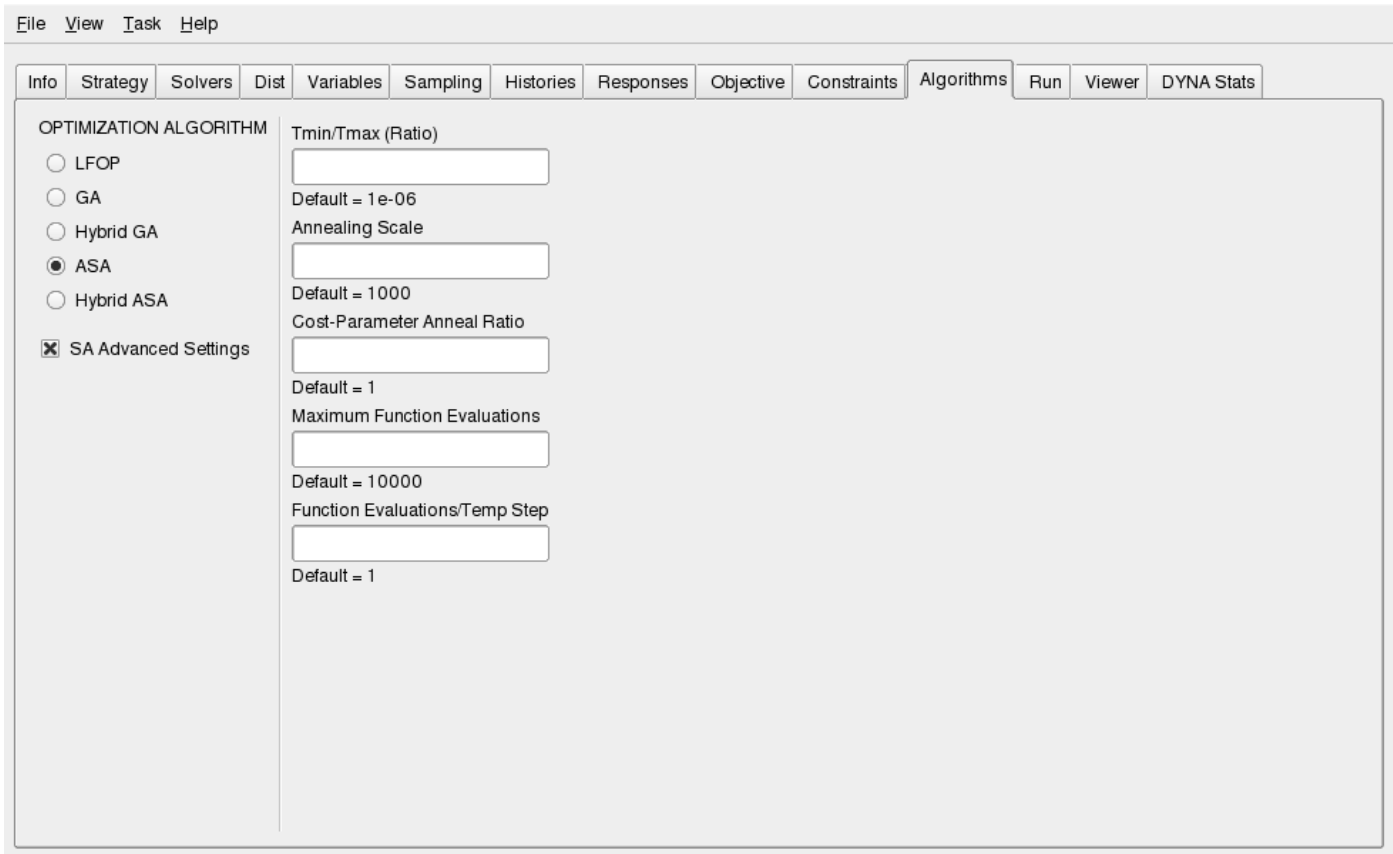 File View Task Help
Info Strategy Solvers Dist Variables Sampling Histories Responses Objective Constraints Algorithms Run Viewer DYNA Stats
OPTIMIZATION ALGORITHM
LFOP
GA
Hybrid GA
ASA
Hybrid ASA
SA Advanced Settings
Tmin/Tmax (Ratio)
Default = 1e-06
Annealing Scale
Default = 1000
Cost-Parameter Anneal Ratio
Default = 1
Maximum Function Evaluations
Default = 10000
Function Evaluations/Temp Step
Default = 1